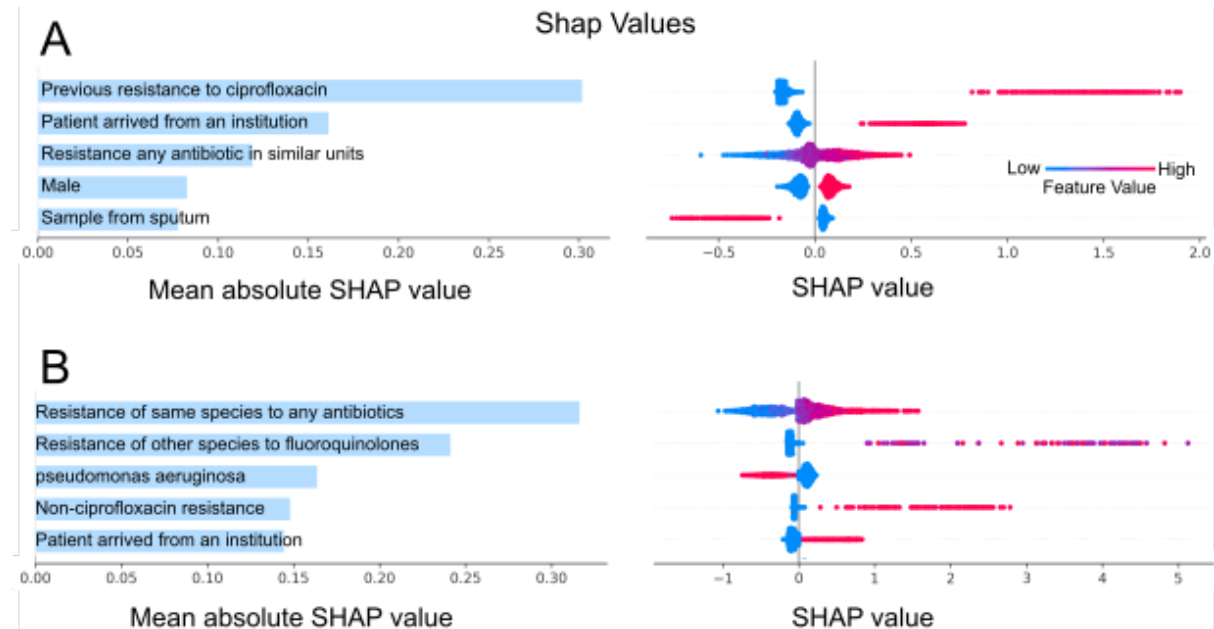 Shap Values
A
Previous resistance to ciprofloxacin
Patient arrived from an institution
Resistance any antibiotic in similar units
Male
Sample from sputum
0.00 0.05 0.10 0.15 0.20 0.25 0.30
Mean absolute SHAP value
Low High
Feature Value
−0.5 0.0 0.5 1.0 1.5 2.0
SHAP value
B
Resistance of same species to any antibiotics
Resistance of other species to fluoroquinolones
pseudomonas aeruginosa
Non-ciprofloxacin resistance
Patient arrived from an institution
0.00 0.05 0.10 0.15 0.20 0.25 0.30
Mean absolute SHAP value
−1 0 1 2 3 4 5
SHAP value